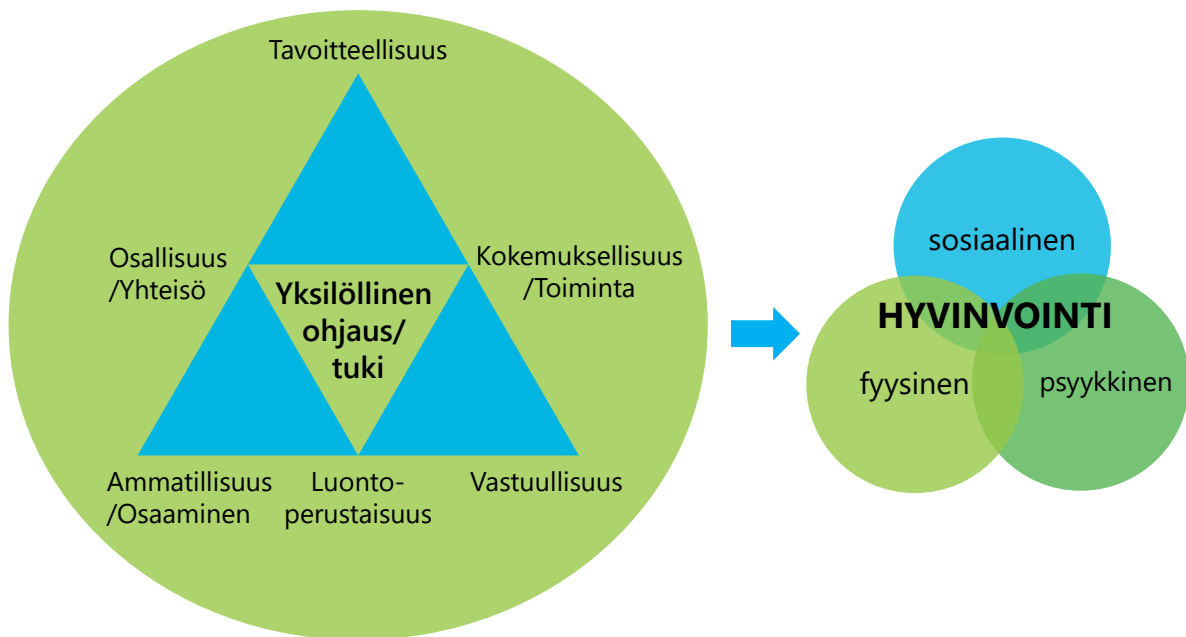 Tavoitteellisuus
Osallisuus
/Yhteisö
Kokemuksellisuus
/Toiminta
Yksilöllinen
ohjaus/
tuki
Ammatillisuus
/Osaaminen
Luonto-
perustaisuus
Vastuullisuus
sosiaalinen
HYVINVOINTI
fyysinen
psyykkinen